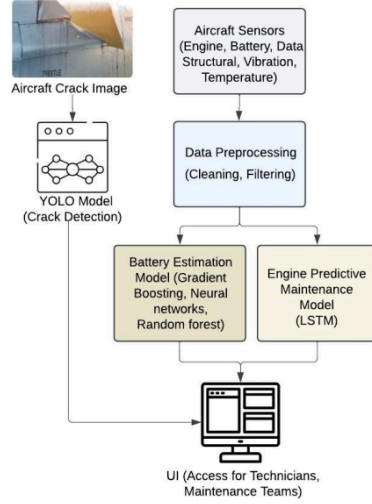 Aircraft Crack Image
YOLO Model
(Crack Detection)
Aircraft Sensors
(Engine, Battery, Data
Structural, Vibration,
Temperature)
Data Preprocessing
(Cleaning, Filtering)
Battery Estimation
Model (Gradient
Boosting, Neural
networks,
Random forest)
Engine Predictive
Maintenance
Model
(LSTM)
UI (Access for Technicians,
Maintenance Teams)